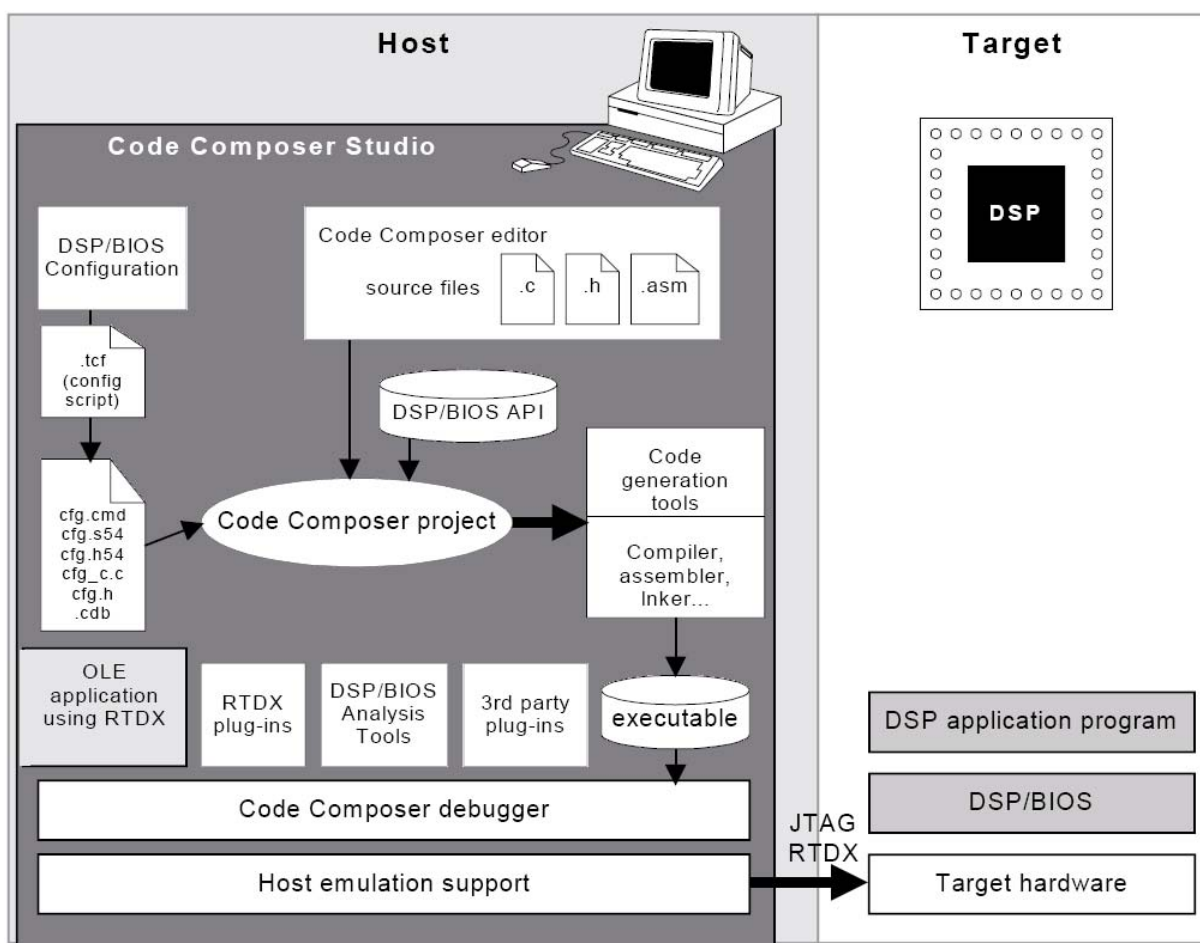 Host
Target
Code Composer Studio
DSP
DSP/BIOS
Configuration
Code Composer editor
source files
.c
.h
.asm
.tcf
(config
script)
DSP/BIOS API
Code
generation
tools
cfg.cmd
cfg.s54
cfg.h54
cfg_c.c
cfg.h
.cdb
Code Composer project
Compiler,
assembler,
lnker...
OLE
application
using RTDX
RTDX
plug-ins
DSP/BIOS
Analysis
Tools
3rd party
plug-ins
executable
DSP application program
Code Composer debugger
DSP/BIOS
JTAG
RTDX
Host emulation support
Target hardware